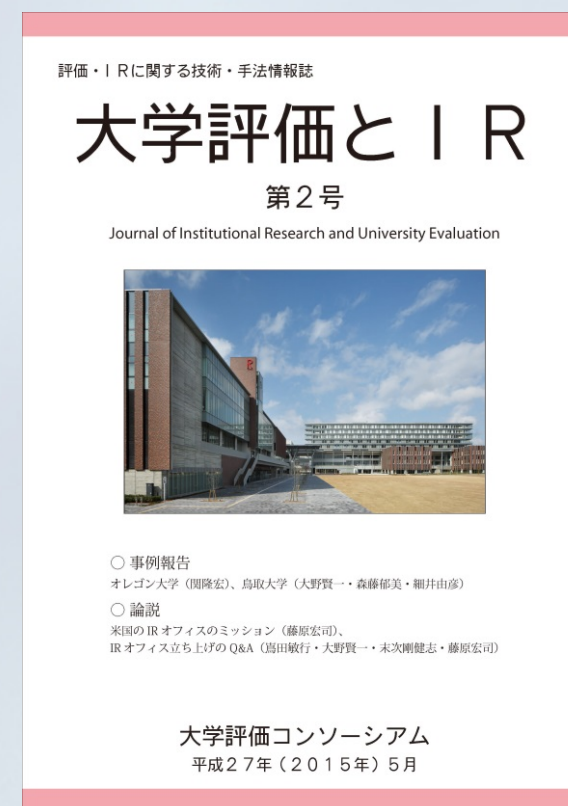 評価・IRに関する技術・手法情報誌
大学評価とIR
第2号
Journal of Institutional Research and University Evaluation
○ 事例報告
オレゴン大学（関隆宏）、鳥取大学（大野賢一・森藤郁美・細井由彦）
○ 論説
米国の IR オフィスのミッション（藤原宏司）、
IR オフィス立ち上げの Q&A（嶌田敏行・大野賢一・末次剛健志・藤原宏司）
大学評価コンソーシアム
平成２７年（２０１５年）５月